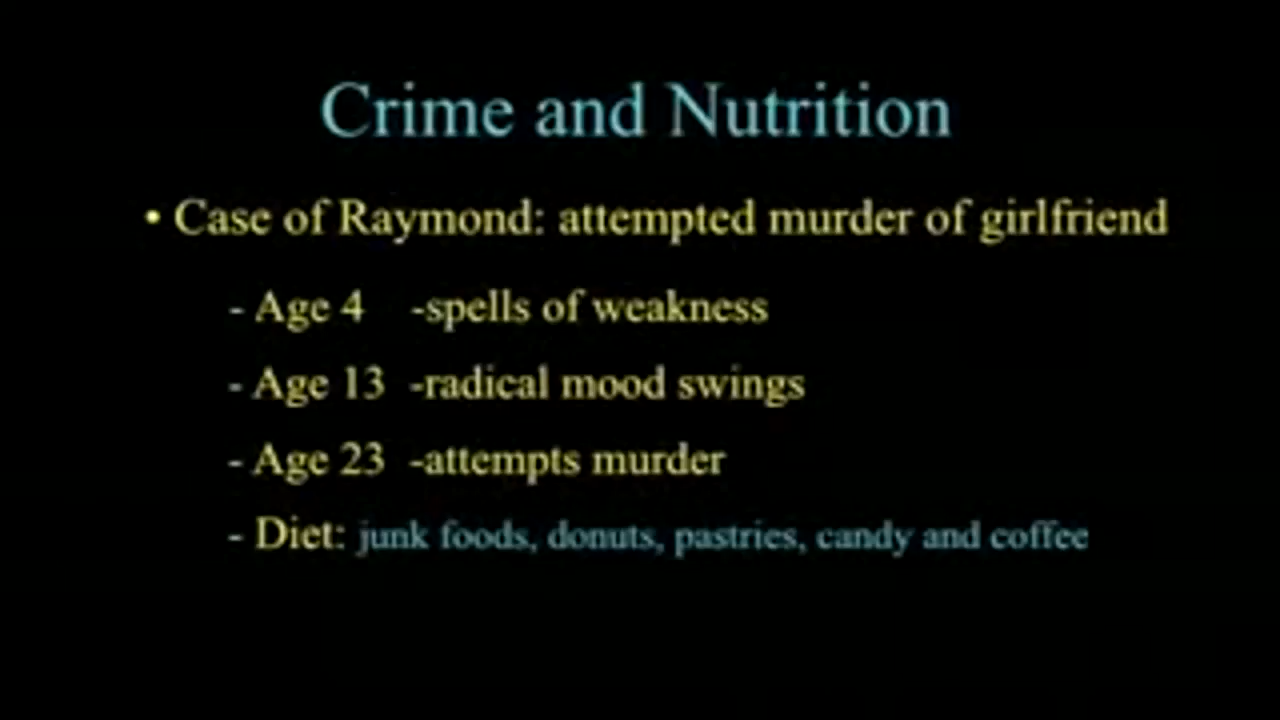 Crime and Nutrition
• Case of Raymond: attempted murder of girlfriend
- Age 4 -spells of weakness
- Age 13 -radical mood swings
- Age 23 -attempts murder
- Diet: junk foods, donuts, pastries, candy and coffee